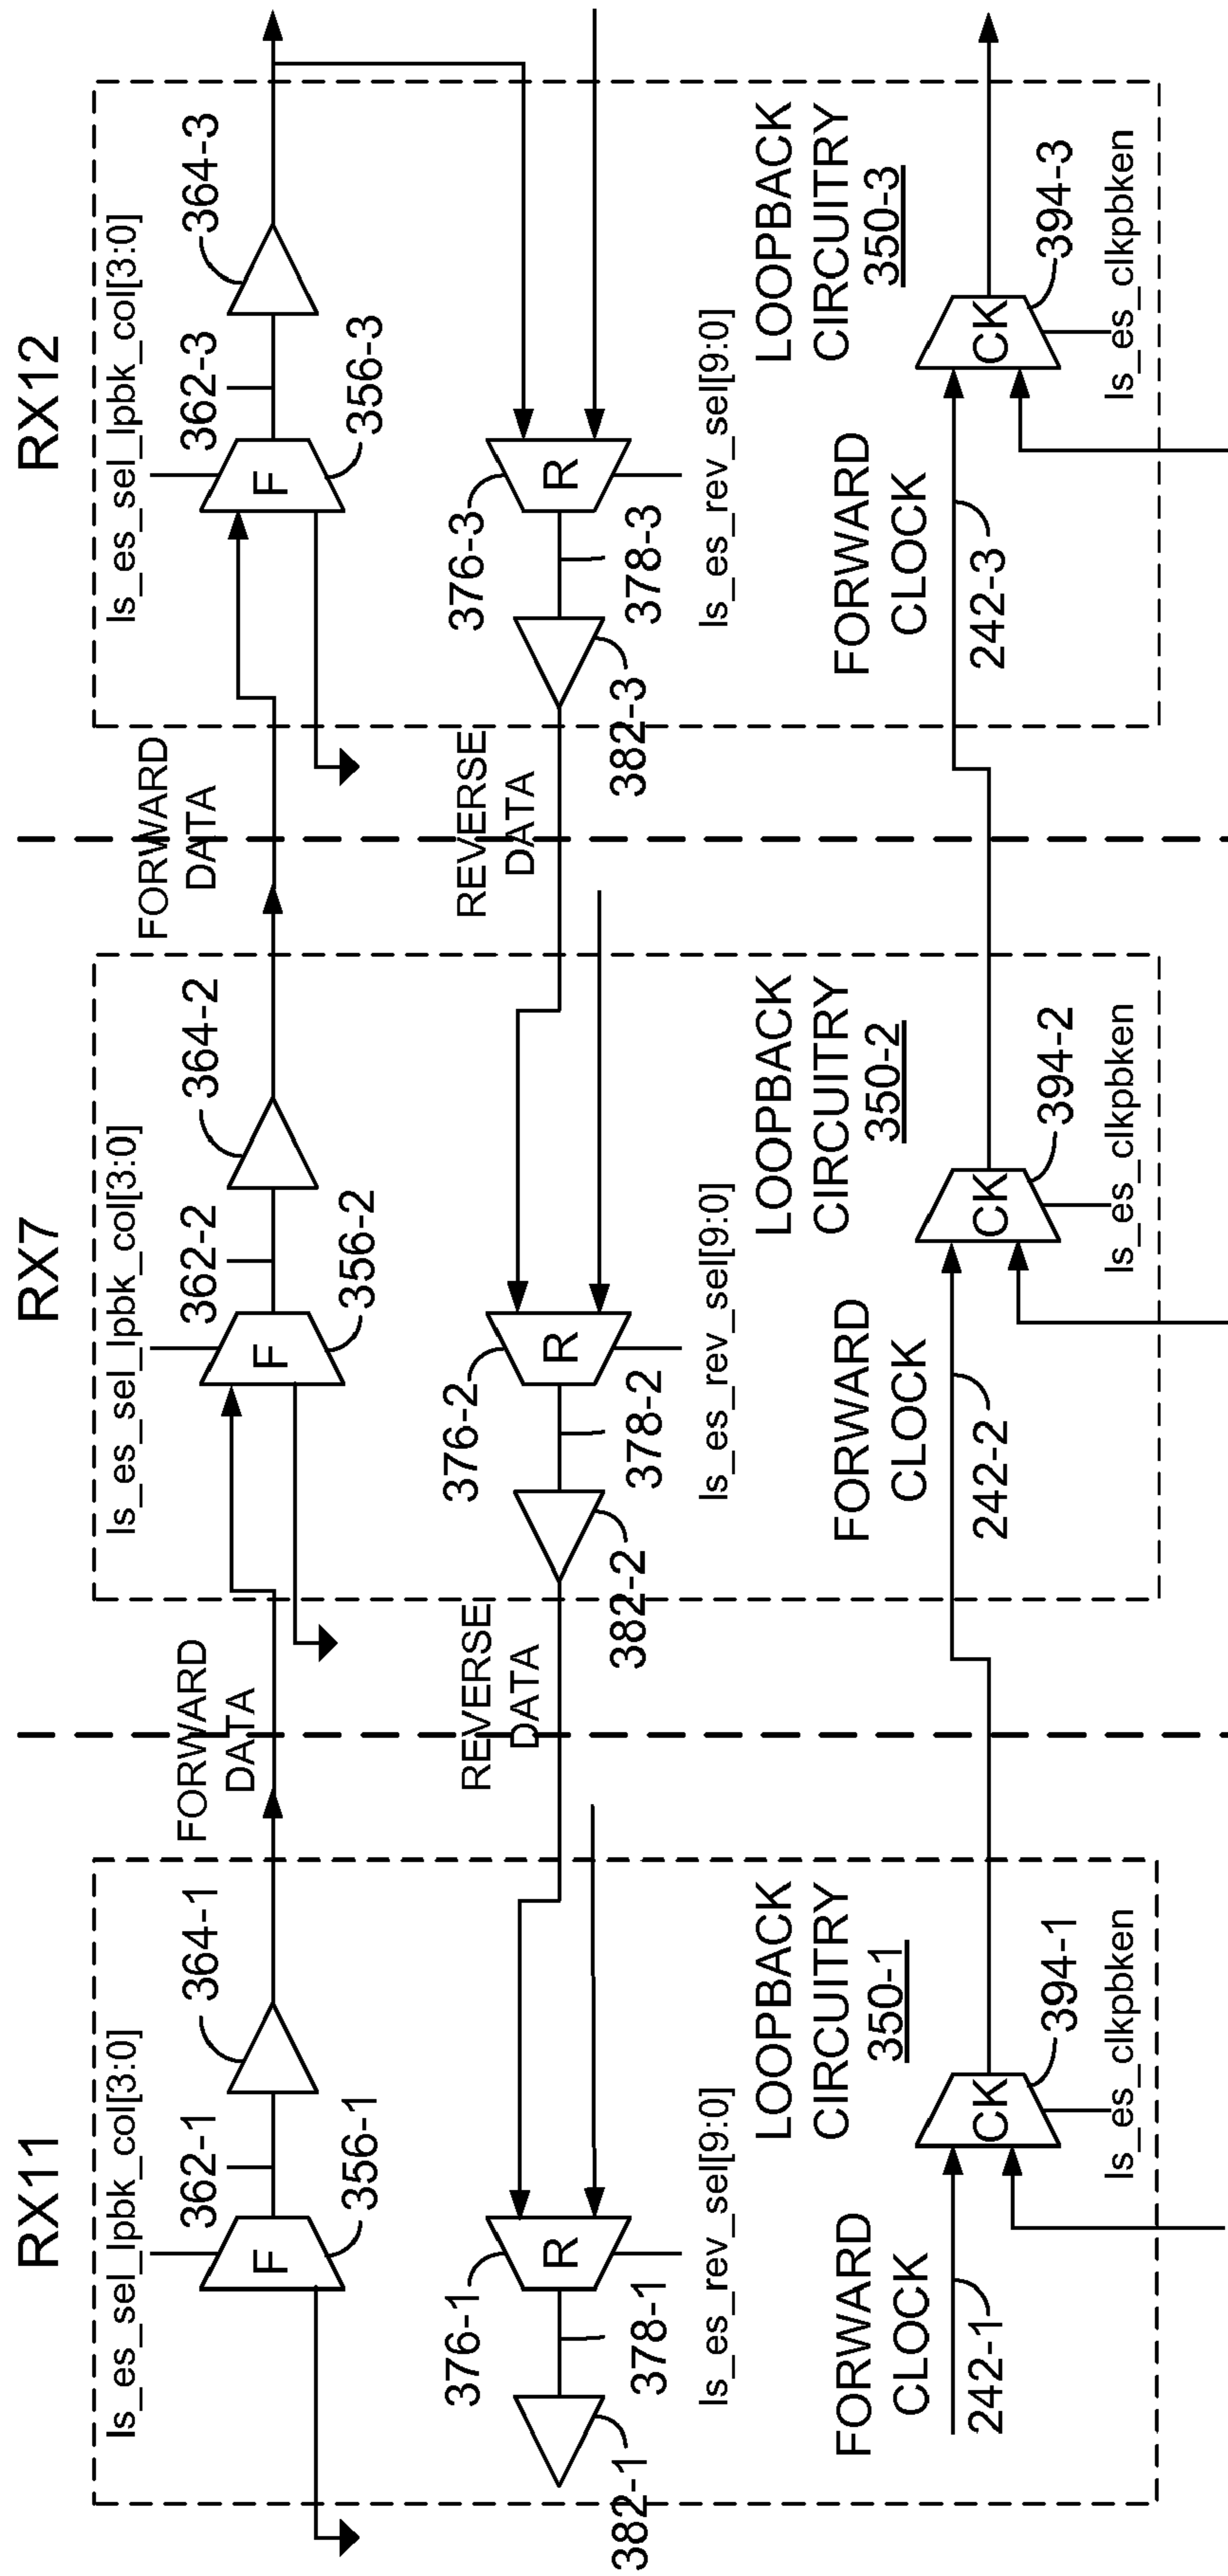 RX11
ls_es_sel_lpbk_col[3:0]
362-1
364-1
356-1
FORWARD
DATA
376-1
378-1
382-1
REVERSE
DATA
ls_es_rev_sel[9:0]
LOOPBACK
CIRCUITRY
350-1
FORWARD
CLOCK
242-1
394-1
ls_es_clkpbken
F
R
CK
RX7
ls_es_sel_lpbk_col[3:0]
362-2
364-2
356-2
FORWARD
DATA
376-2
378-2
382-2
REVERSE
DATA
ls_es_rev_sel[9:0]
LOOPBACK
CIRCUITRY
350-2
FORWARD
CLOCK
242-2
394-2
ls_es_clkpbken
F
R
CK
RX12
ls_es_sel_lpbk_col[3:0]
362-3
364-3
356-3
376-3
378-3
382-3
ls_es_rev_sel[9:0]
LOOPBACK
CIRCUITRY
350-3
FORWARD
CLOCK
242-3
394-3
ls_es_clkpbken
F
R
CK